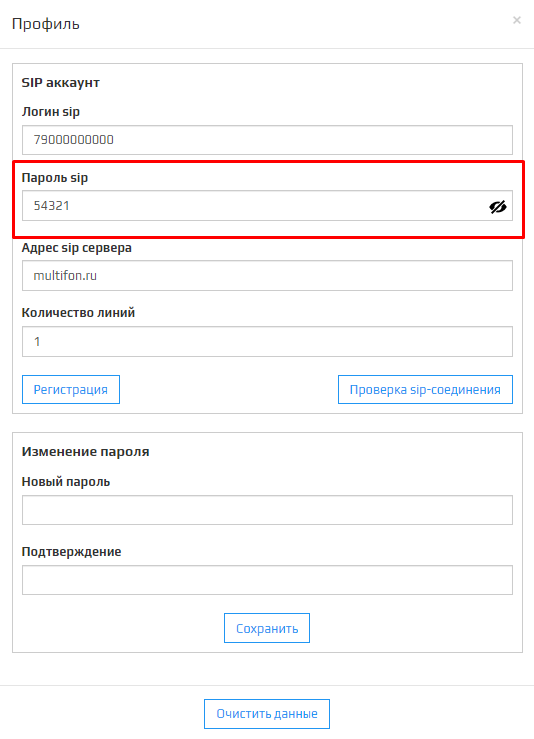 Профиль
×
SIP аккаунт
Логин sip
79000000000
Пароль sip
54321
Адрес sip сервера
multifon.ru
Количество линий
1
Регистрация
Проверка sip-соединения
Изменение пароля
Новый пароль
Подтверждение
Сохранить
Очистить данные